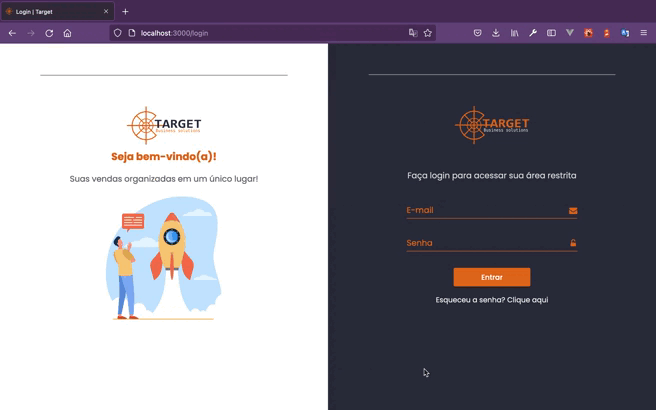 Login | Target
localhost:3000/login
TARGET
Business solutions
Seja bem-vindo(a)!
Suas vendas organizadas em um único lugar!
TARGET
Business solutions
Faça login para acessar sua área restrita
E-mail
Senha
Entrar
Esqueceu a senha? Clique aqui